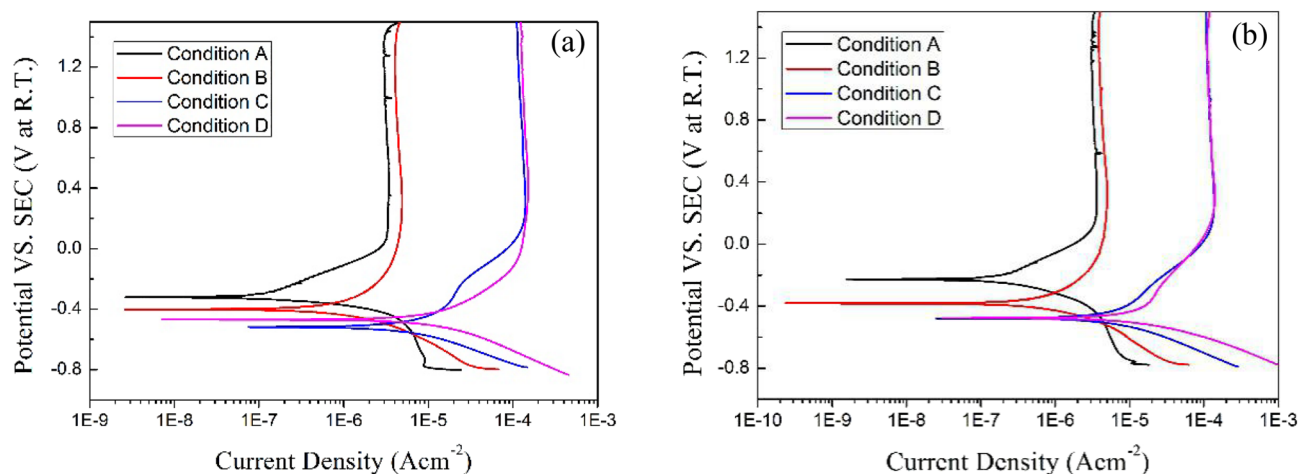 (a)
Condition A
Condition B
Condition C
Condition D
1.2
0.8
0.4
0.0
-0.4
-0.8
1E-9
1E-8
1E-7
1E-6
1E-5
1E-4
1E-3
Potential VS. SEC (V at R.T.)
Current Density (Acm-2)
(b)
Condition A
Condition B
Condition C
Condition D
1.2
0.8
0.4
0.0
-0.4
-0.8
1E-10
1E-9
1E-8
1E-7
1E-6
1E-5
1E-4
1E-3
Potential VS. SEC (V at R.T.)
Current Density (Acm-2)